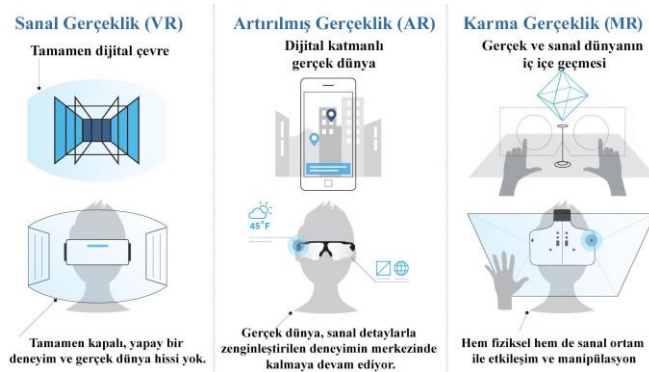 Sanal Gerçeklik (VR)
Tamamen dijital çevre
Tamamen kapalı, yapay bir
deneyim ve gerçek dünya hissi yok.
Artırılmış Gerçeklik (AR)
Dijital katmanlı
gerçek dünya
45°F
Gerçek dünya, sanal detaylarla
zenginleştirilen deneyimin merkezinde
kalmaya devam ediyor.
Karma Gerçeklik (MR)
Gerçek ve sanal dünyanın
iç içe geçmesi
Hem fiziksel hem de sanal ortam
ile etkileşim ve manipülasyon